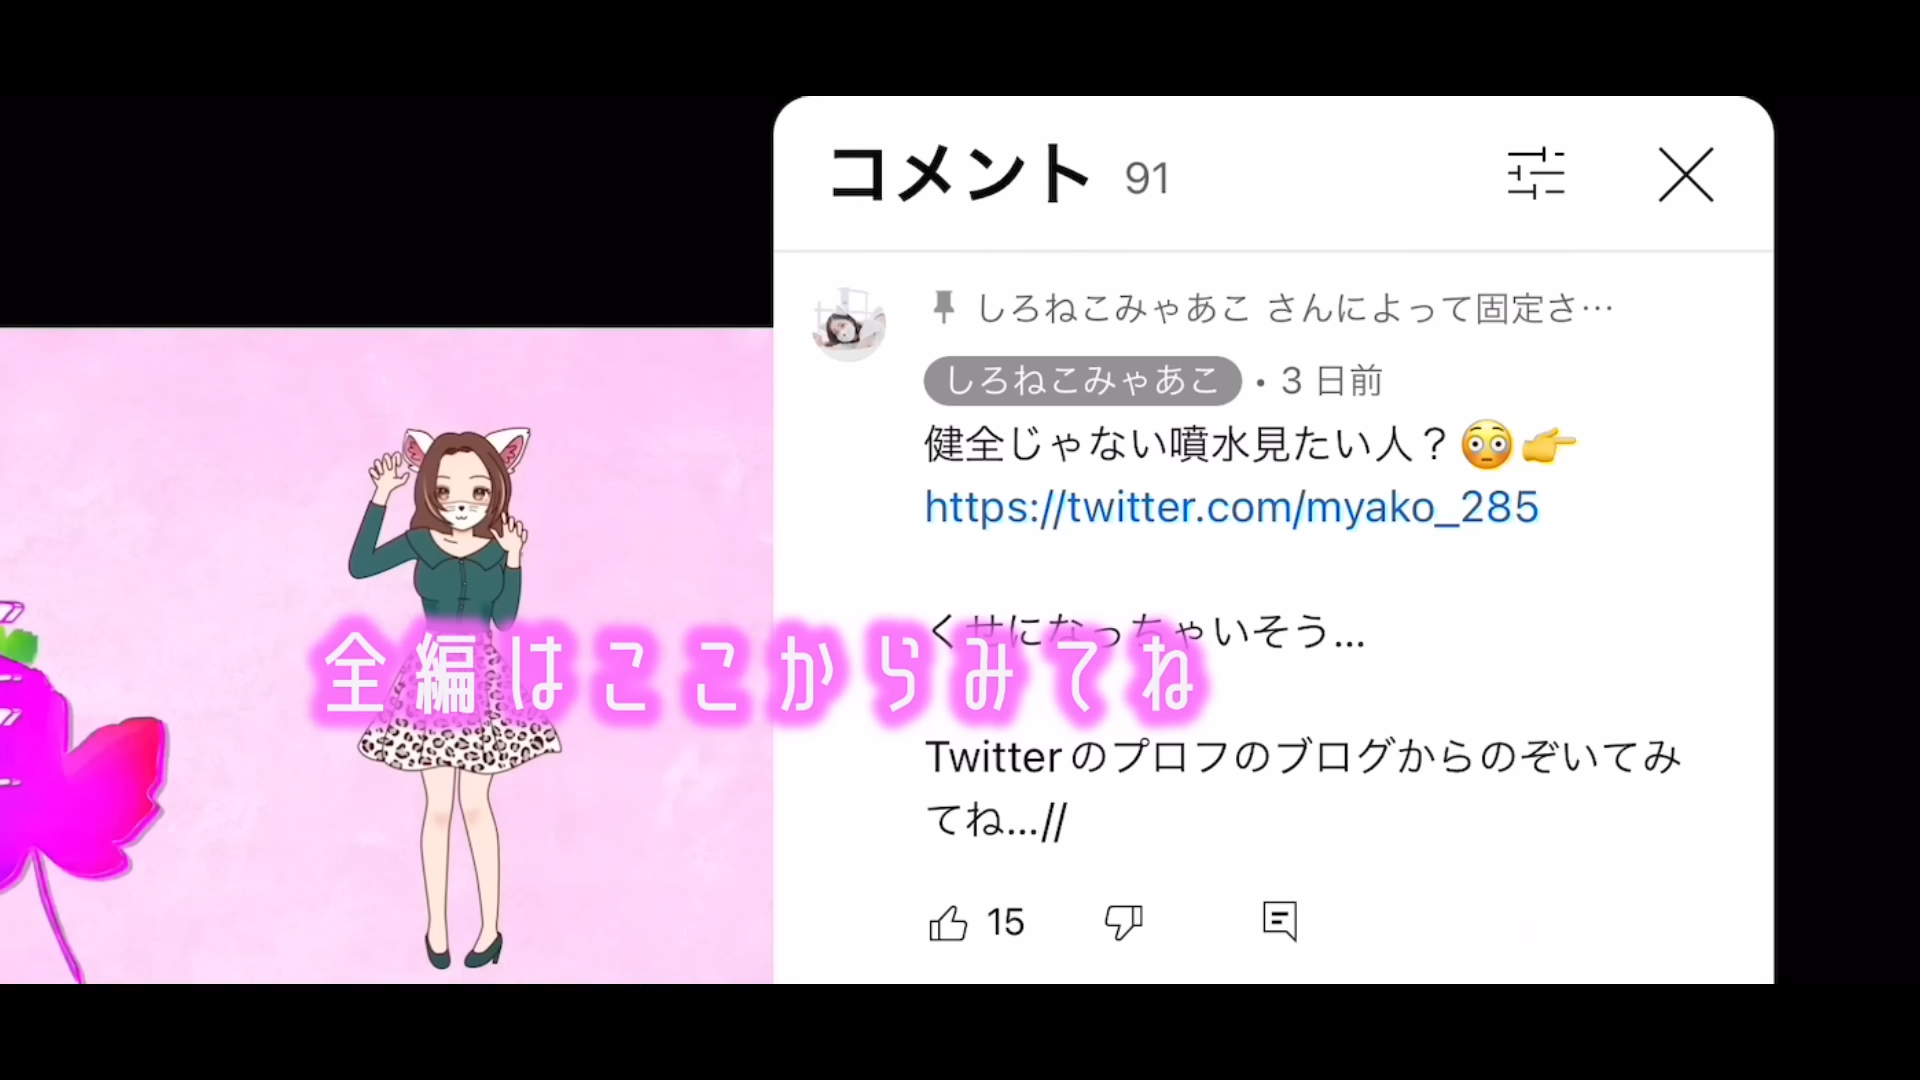 コメント 91
しろねこみゃあこ さんによって固定さ…
しろねこみゃあこ・3 日前
健全じゃない噴水見たい人？😳👉
https://twitter.com/myako_285
くせになっちゃいそう...
全編はここからみてね
Twitterのプロフのブログからのぞいてみ
てね...//
15